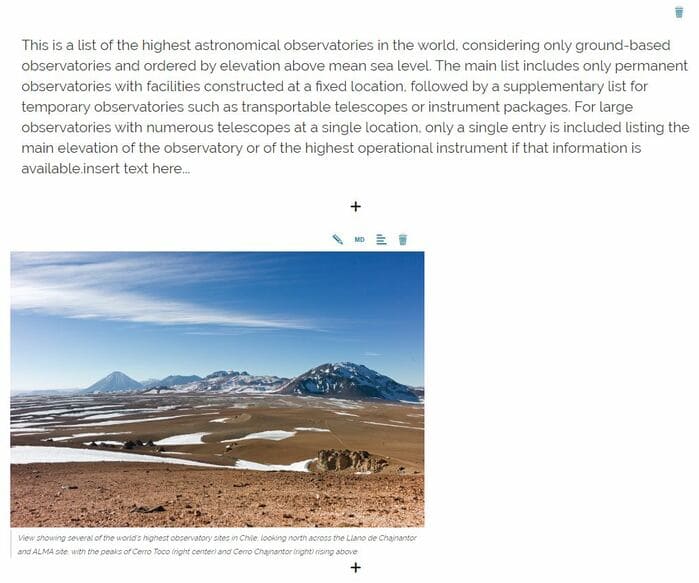 This is a list of the highest astronomical observatories in the world, considering only ground-based
observatories and ordered by elevation above mean sea level. The main list includes only permanent
observatories with facilities constructed at a fixed location, followed by a supplementary list for
temporary observatories such as transportable telescopes or instrument packages. For large
observatories with numerous telescopes at a single location, only a single entry is included listing the
main elevation of the observatory or of the highest operational instrument if that information is
available.insert text here...
+
MD
View showing several of the world's highest observatory sites in Chile, looking north across the Llano de Chajnantor
and ALMA site, with the peaks of Cerro Toco (right center) and Cerro Chajnantor (right) rising above
+